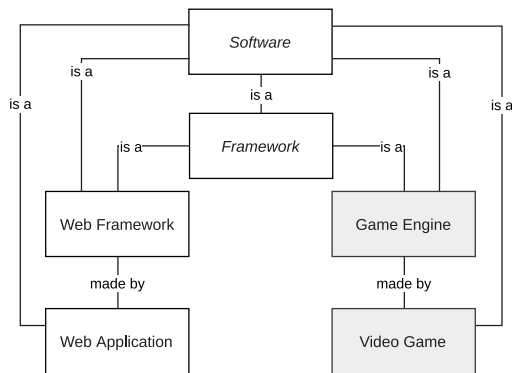 Software
is a
is a
is a
is a
is a
Framework
is a
is a
Web Framework
Game Engine
made by
made by
Web Application
Video Game